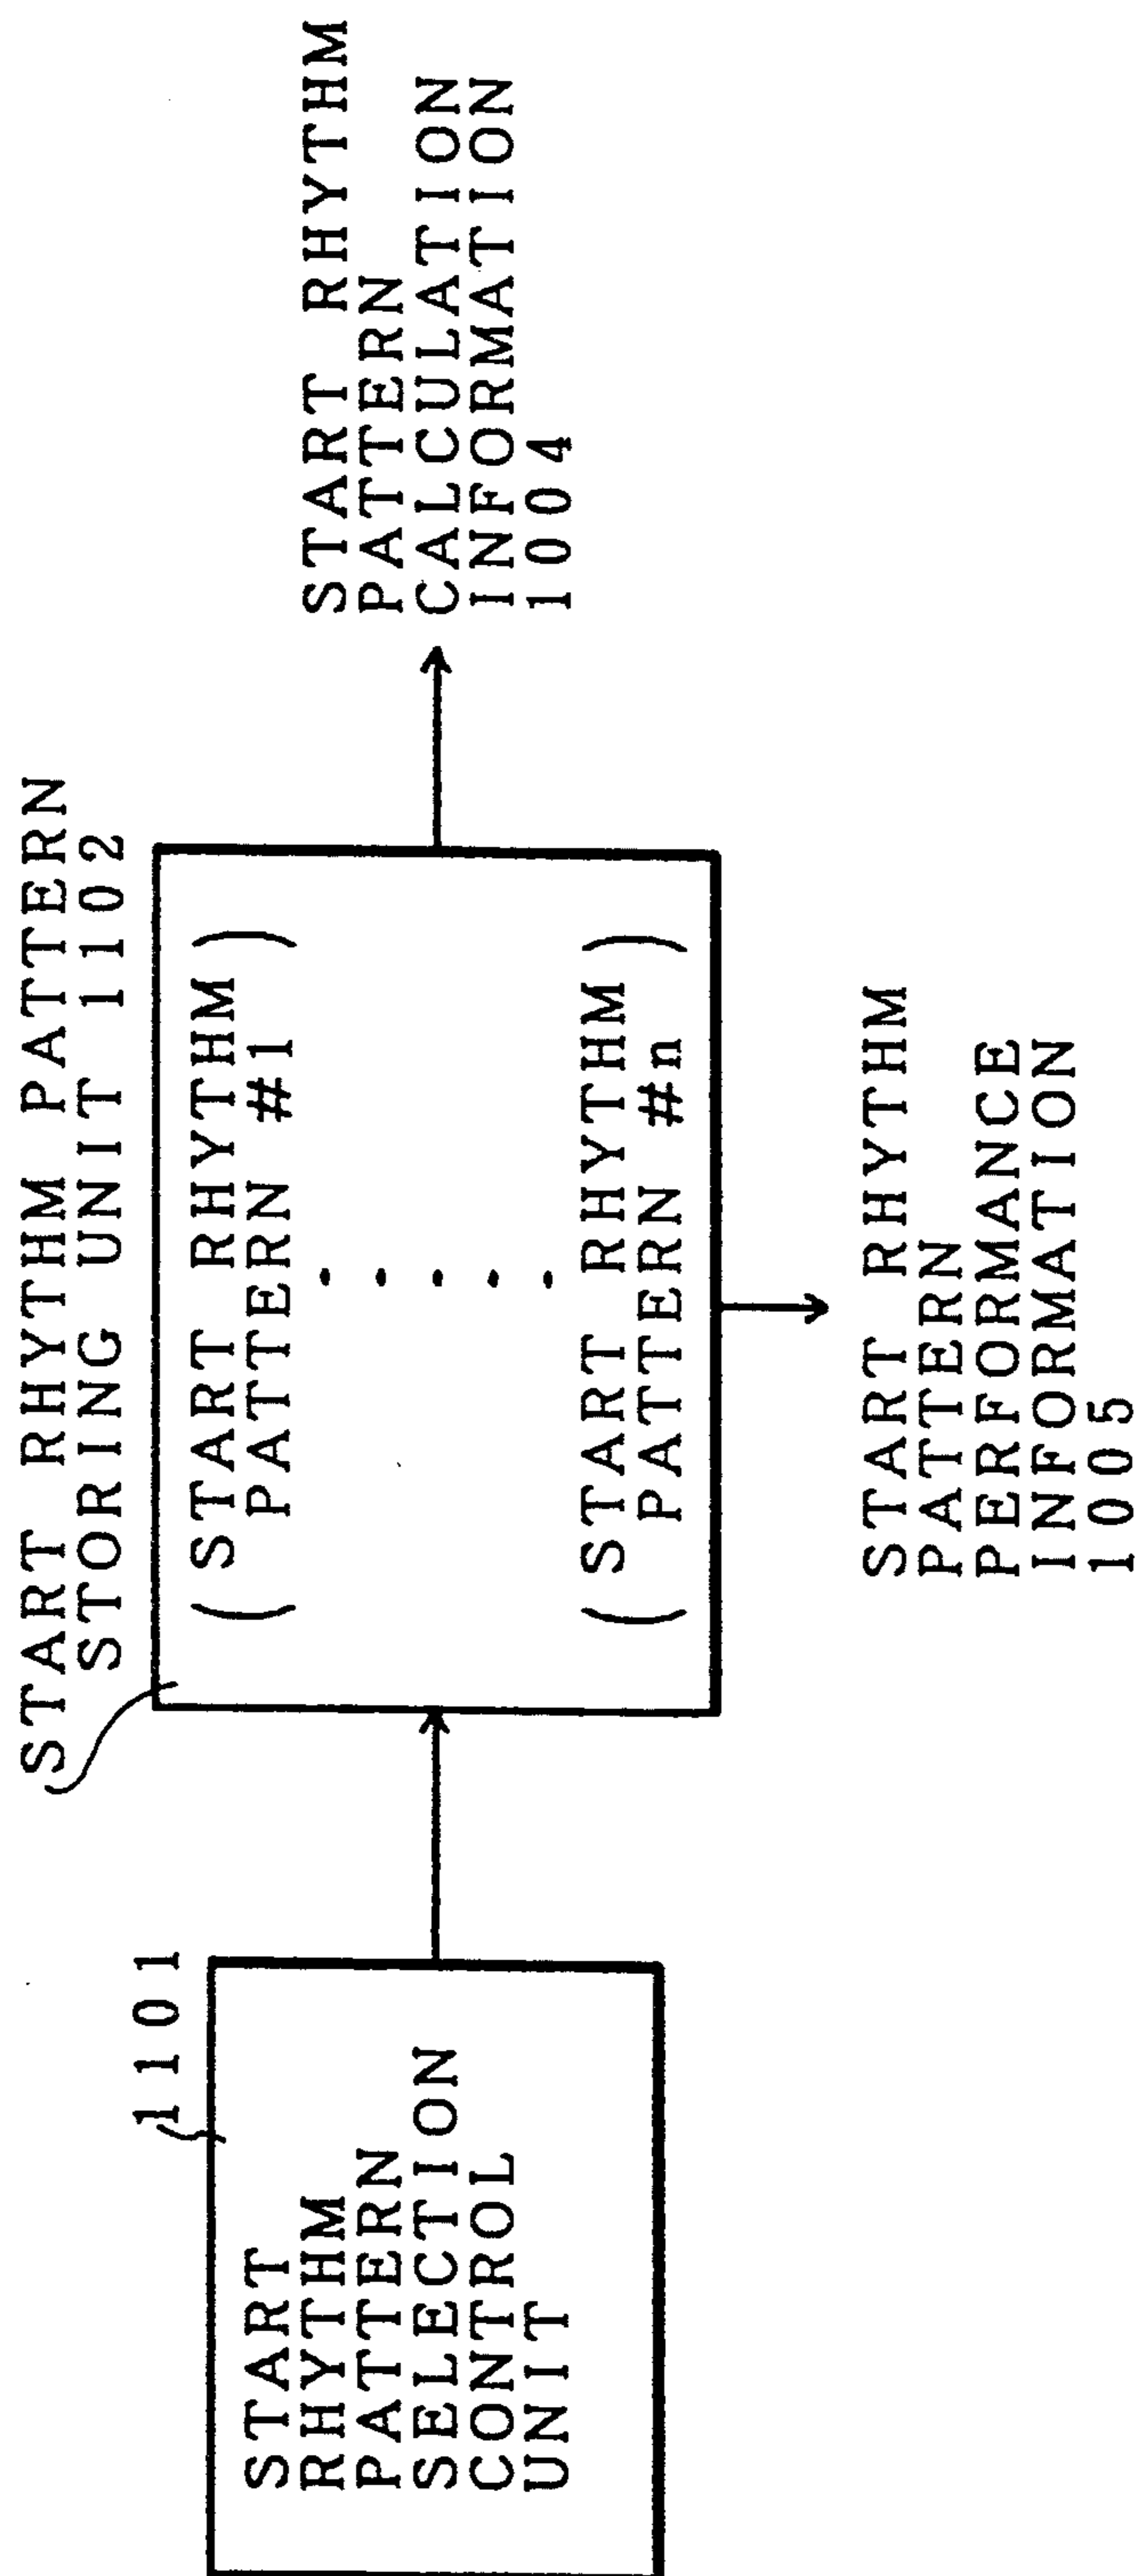 START RHYTHM PATTERN
STORING UNIT 1102
1101
START
RHYTHM
PATTERN
SELECTION
CONTROL
UNIT
(START RHYTHM
PATTERN #1)
.....
(START RHYTHM
PATTERN #n)
START RHYTHM
PATTERN
CALCULATION
INFORMATION
1004
START RHYTHM
PATTERN
PERFORMANCE
INFORMATION
1005